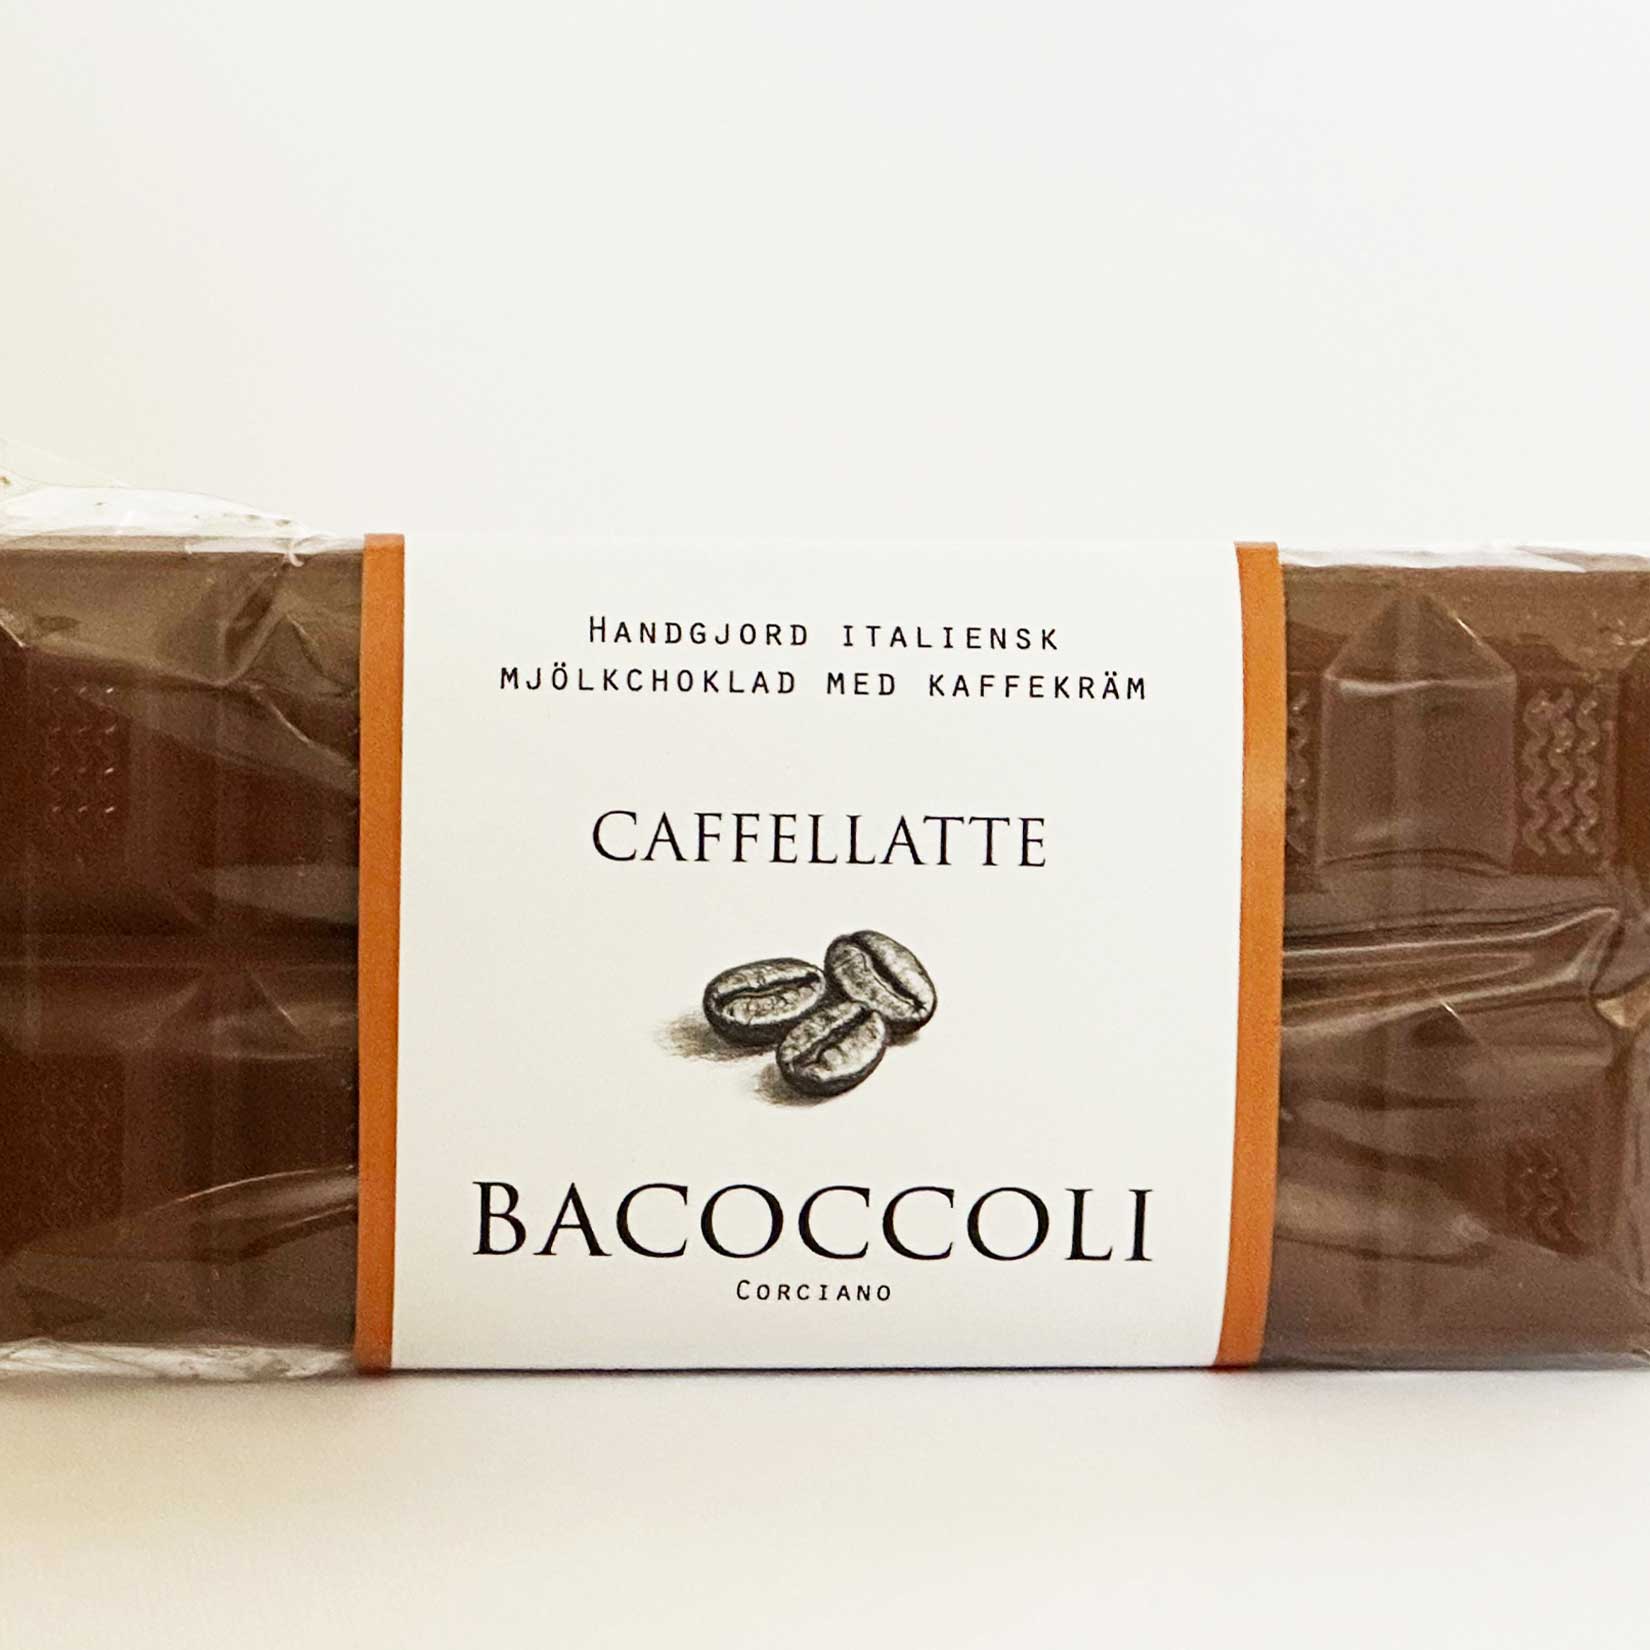 HANDGJORD ITALIENSK
MJÖLKCHOKLAD MED KAFFEKRÄM
CAFFELLATTE
BACOCCOLI
CORCIANO